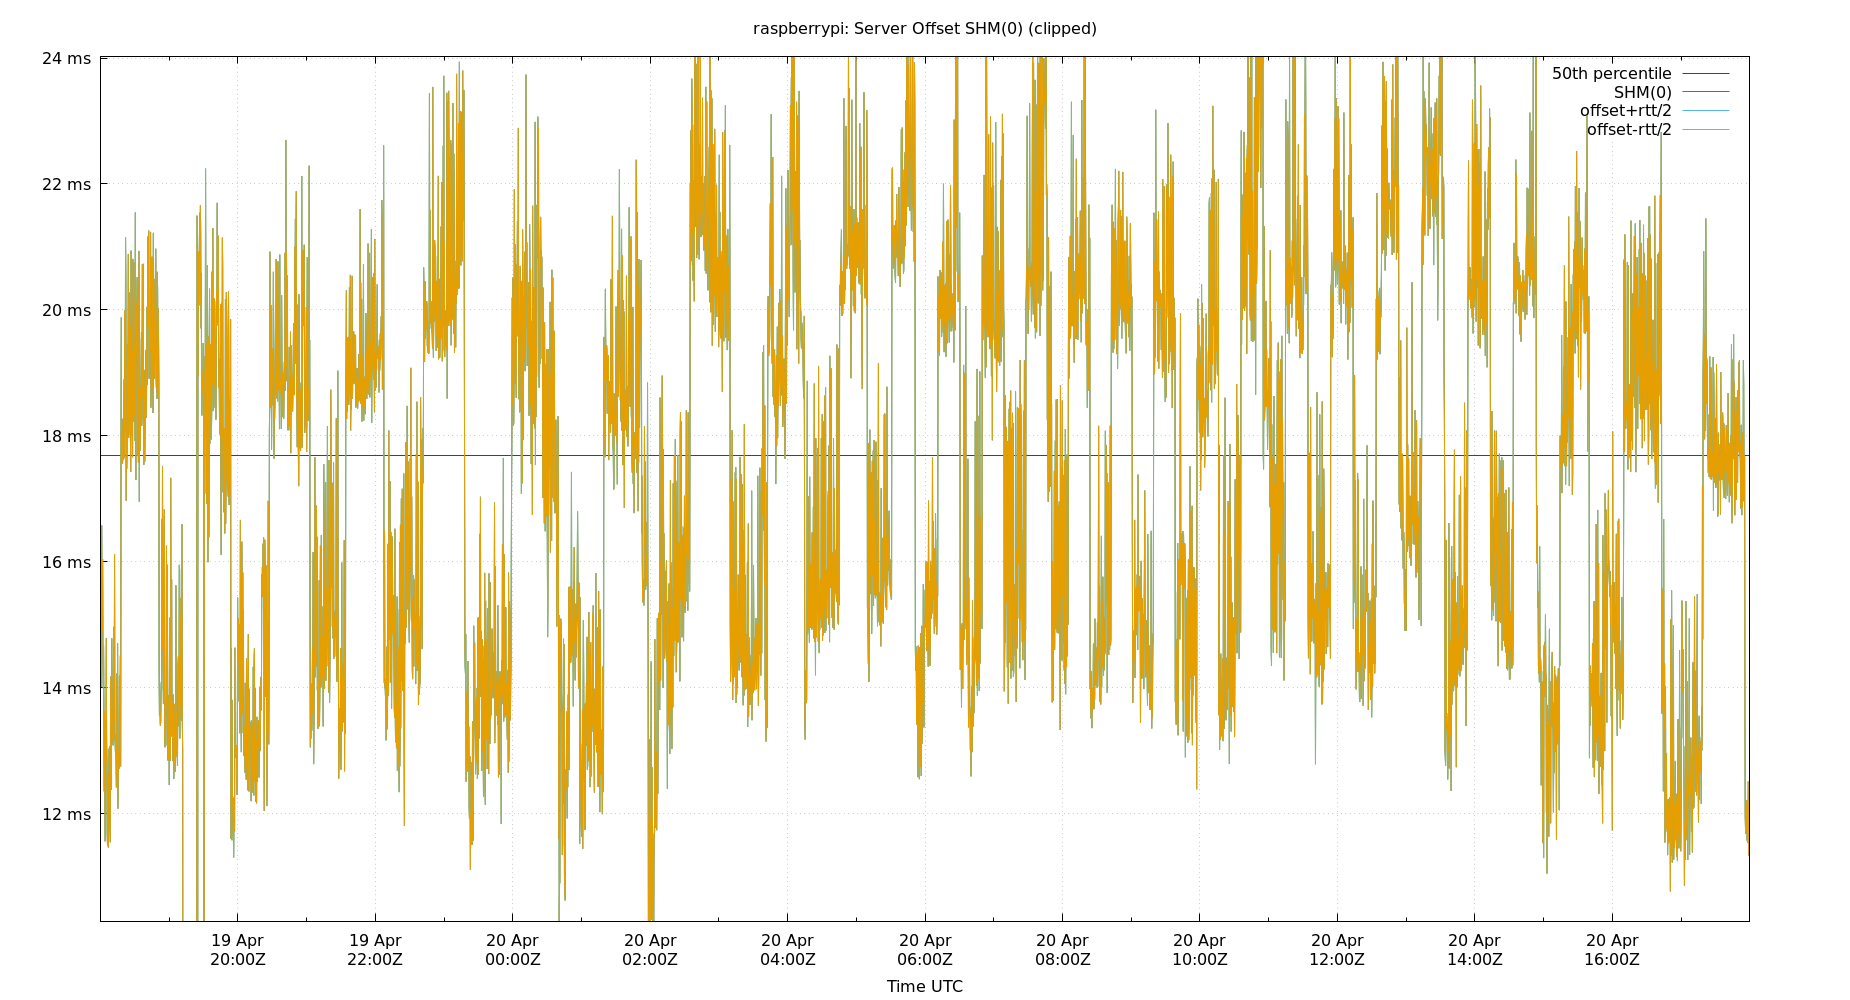 raspberrypi: Server Offset SHM(0) (clipped)
24 ms
22 ms
20 ms
18 ms
16 ms
14 ms
12 ms
50th percentile
SHM(0)
offset+rtt/2
offset-rtt/2
19 Apr
20:00Z
19 Apr
22:00Z
20 Apr
00:00Z
20 Apr
02:00Z
20 Apr
04:00Z
20 Apr
06:00Z
20 Apr
08:00Z
20 Apr
10:00Z
20 Apr
12:00Z
20 Apr
14:00Z
20 Apr
16:00Z
Time UTC